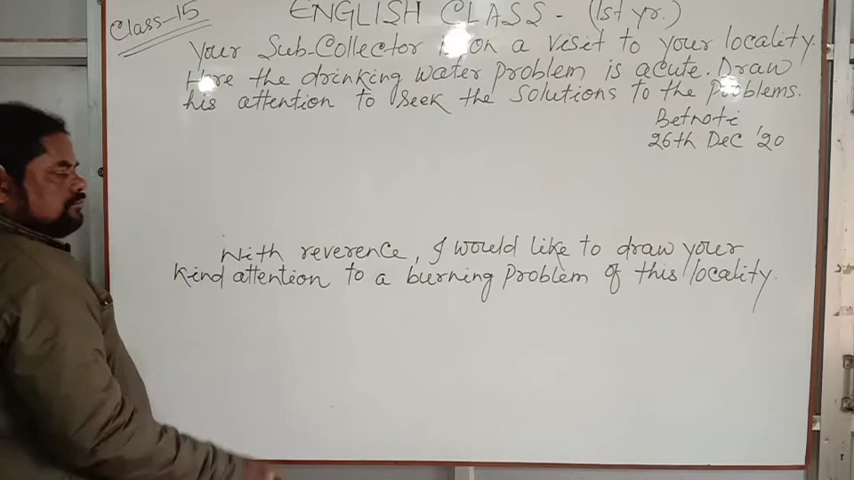 Class-15
ENGLISH CLASS - (1st yr.)
Your Sub-Collector is on a visit to your locality.
Here the drinking water problem is acute. Draw
his attention to seek the solutions to the problems.
Betnoti
26th Dec '20
With reverence, I would like to draw your
kind attention to a burning problem of this locality.